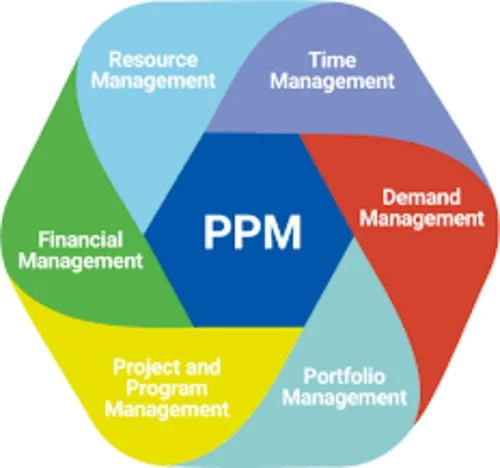 Resource
Management
Time
Management
Demand
Management
Portfolio
Management
Project and
Program
Management
Financial
Management
PPM